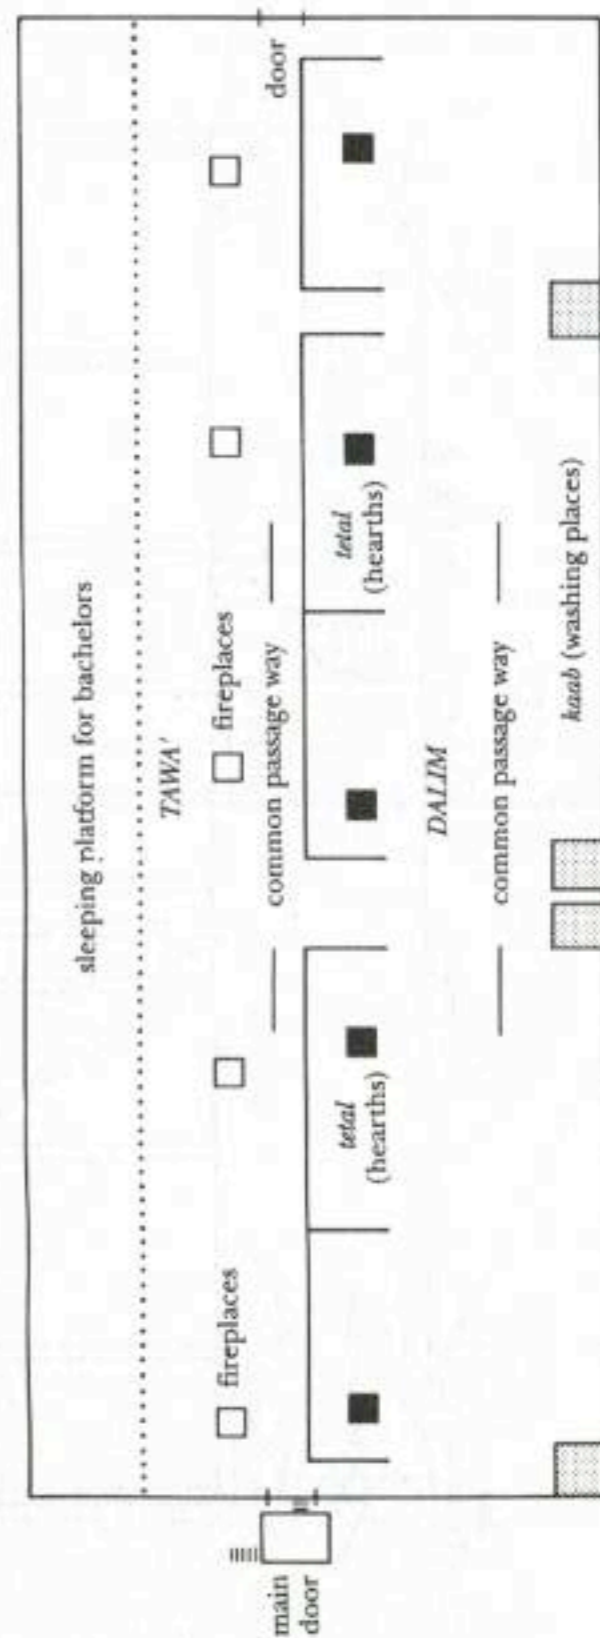 sleeping platform for bachelors
TAWA'
fireplaces
fireplaces
common passage way
door
main
door
tetal
(hearths)
tetal
(hearths)
DALIM
common passage way
kaab (washing places)